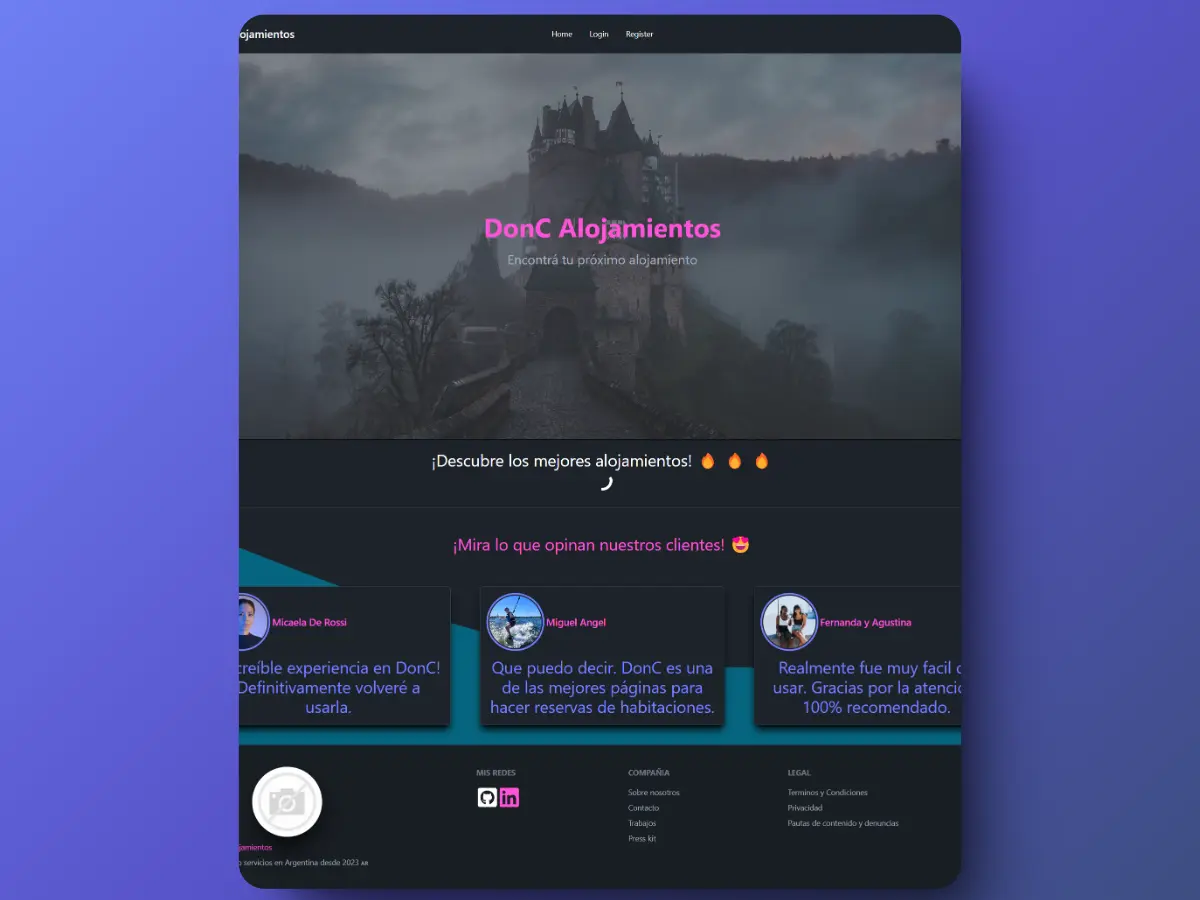 ojamientos
Home Login Register
DonC Alojamientos
Encontrá tu próximo alojamiento
¡Descubre los mejores alojamientos! 🔥 🔥 🔥
¡Mira lo que opinan nuestros clientes! 🤩
Micaela De Rossi
creíble experiencia en DonC!
Definitivamente volveré a
usarla.
Miguel Angel
Que puedo decir. DonC es una
de las mejores páginas para
hacer reservas de habitaciones.
Fernanda y Agustina
Realmente fue muy facil d
usar. Gracias por la atenció
100% recomendado.
jamientos
o servicios en Argentina desde 2023 AR
MIS REDES
in
COMPAÑIA
Sobre nosotros
Contacto
Trabajos
Press kit
LEGAL
Terminos y Condiciones
Privacidad
Pautas de contenido y denuncias